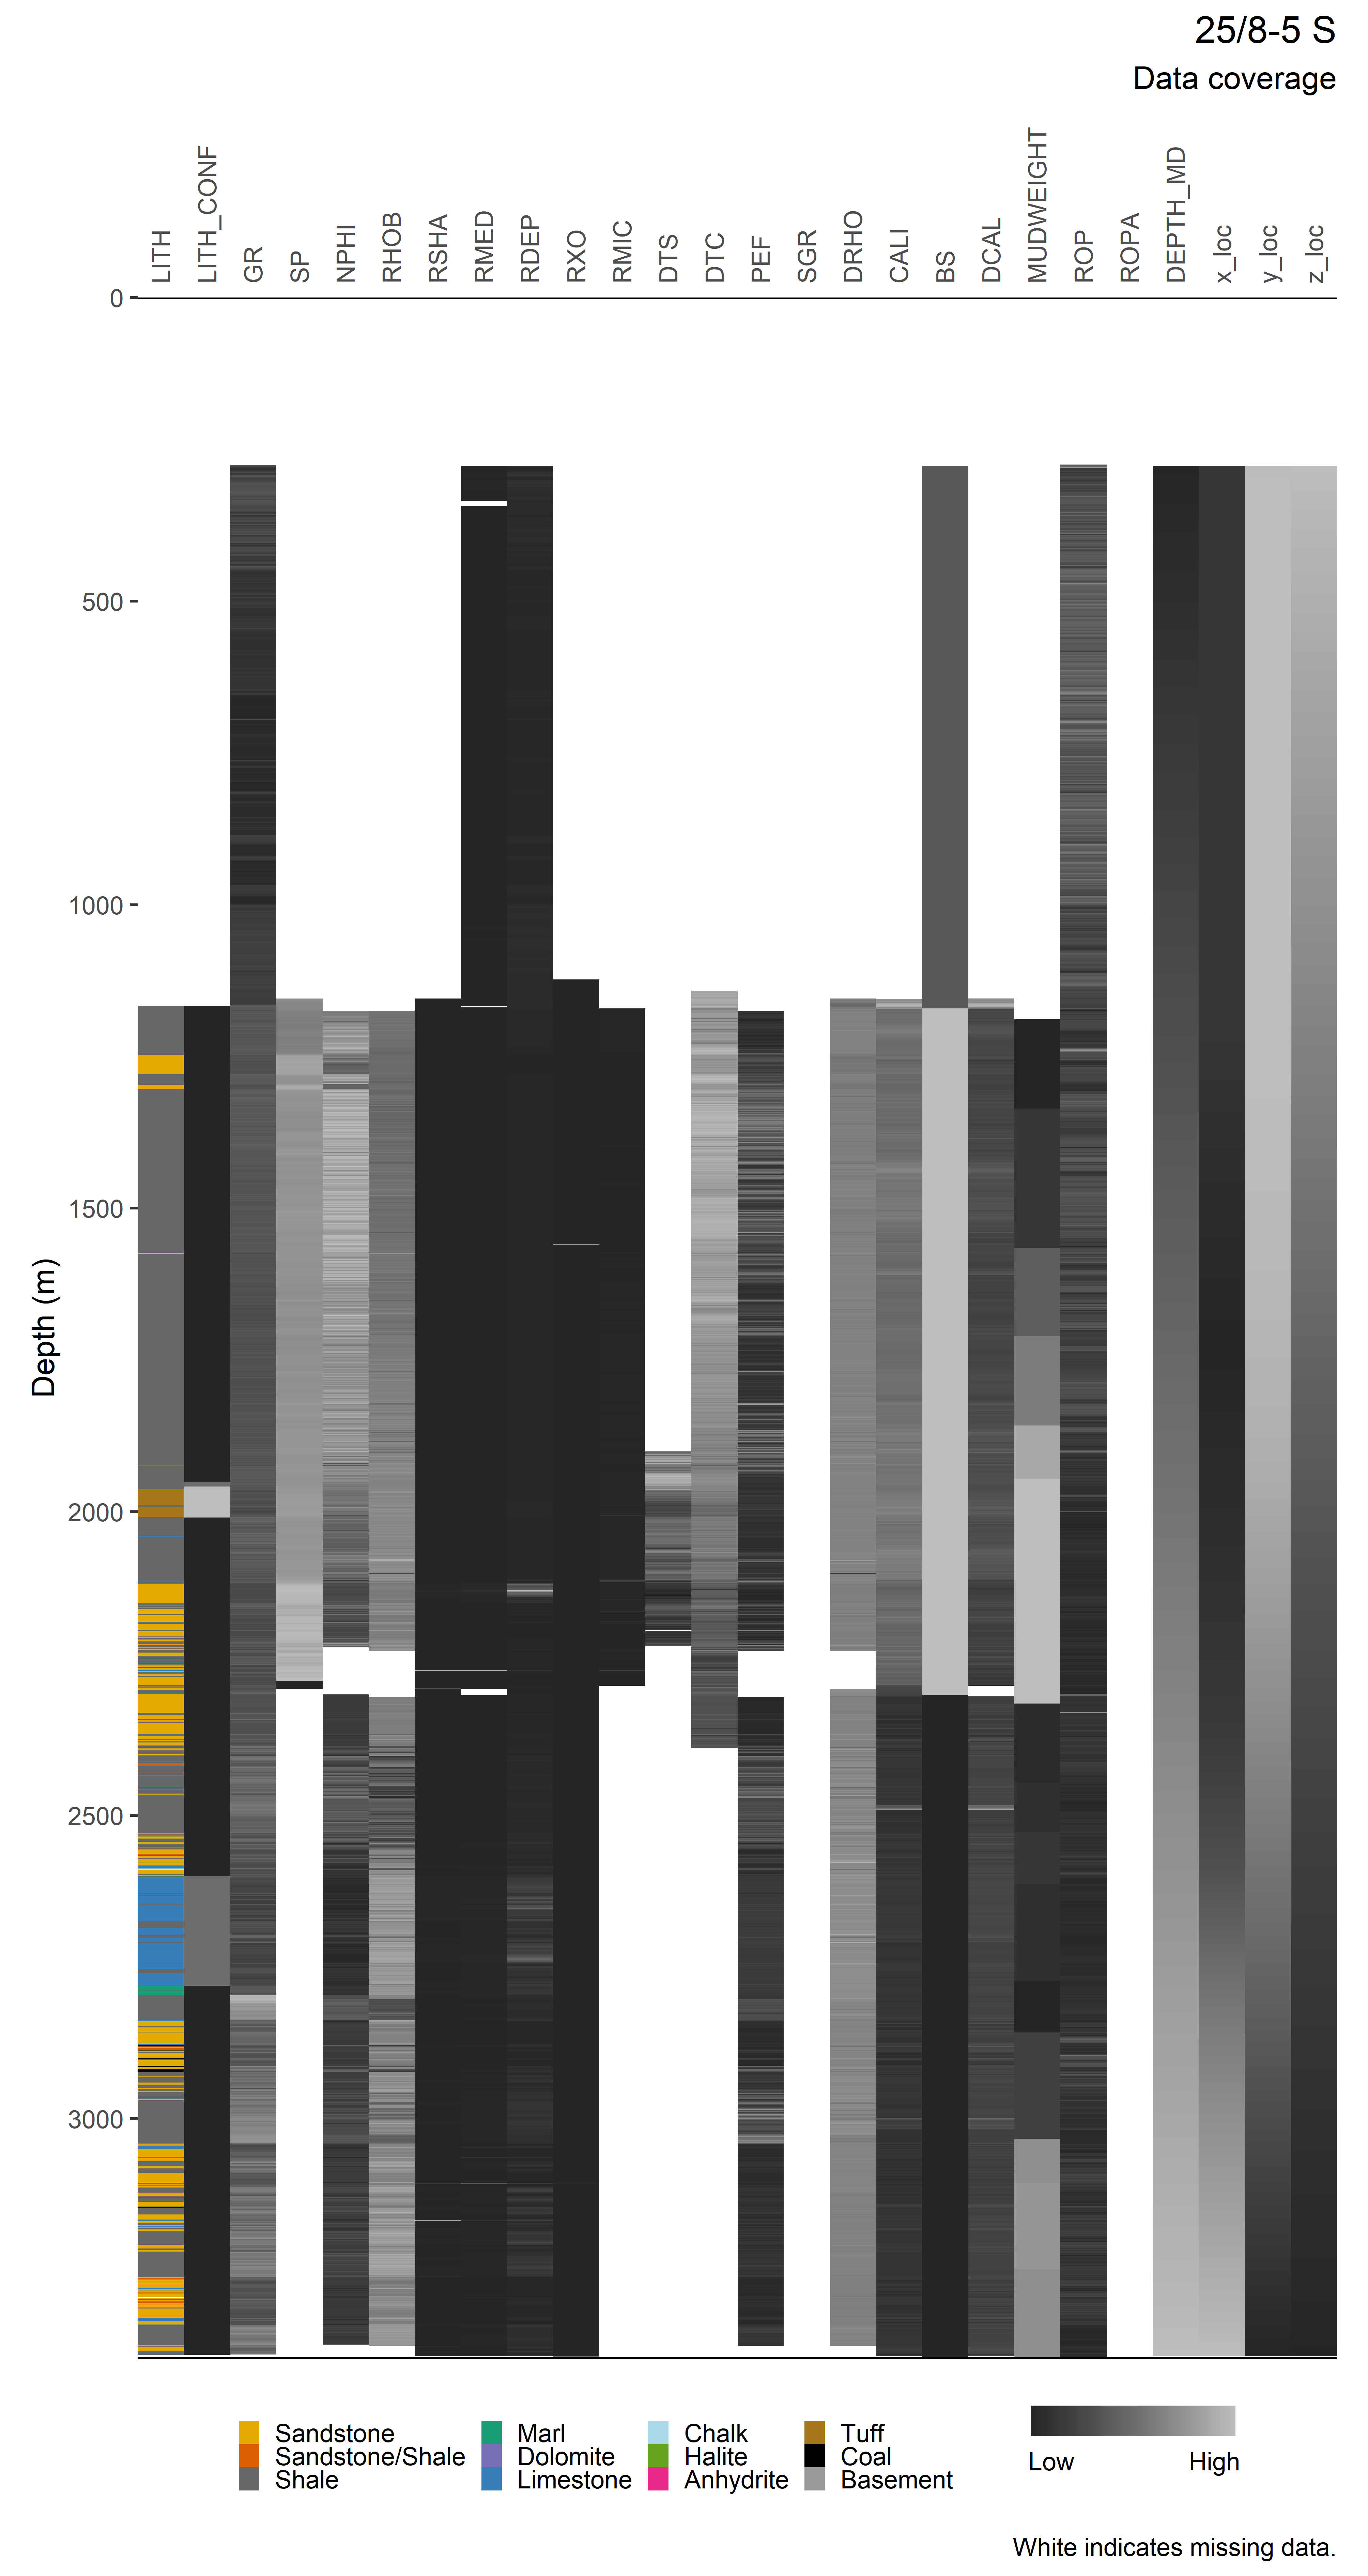 25/8-5 S
Data coverage
LITH
LITH_CONF
GR
SP
NPHI
RHOB
RSHA
RMED
RDEP
RXO
RMIC
DTS
DTC
PEF
SGR
DRHO
CALI
BS
DCAL
MUDWEIGHT
ROP
ROPA
DEPTH_MD
x_loc
y_loc
z_loc
0
500
1000
1500
2000
2500
3000
Depth (m)
Sandstone
Sandstone/Shale
Shale
Marl
Dolomite
Limestone
Chalk
Halite
Anhydrite
Tuff
Coal
Basement
Low High
White indicates missing data.